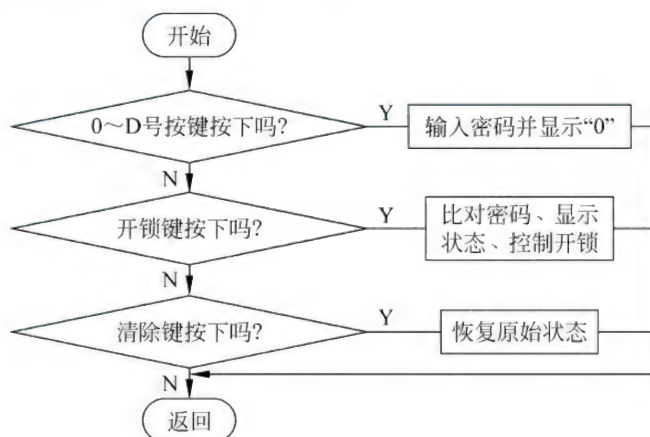 开始
0～D号按键按下吗?
Y
输入密码并显示“0”
N
开锁键按下吗?
Y
比对密码、显示
状态、控制开锁
N
清除键按下吗?
Y
恢复原始状态
N
返回